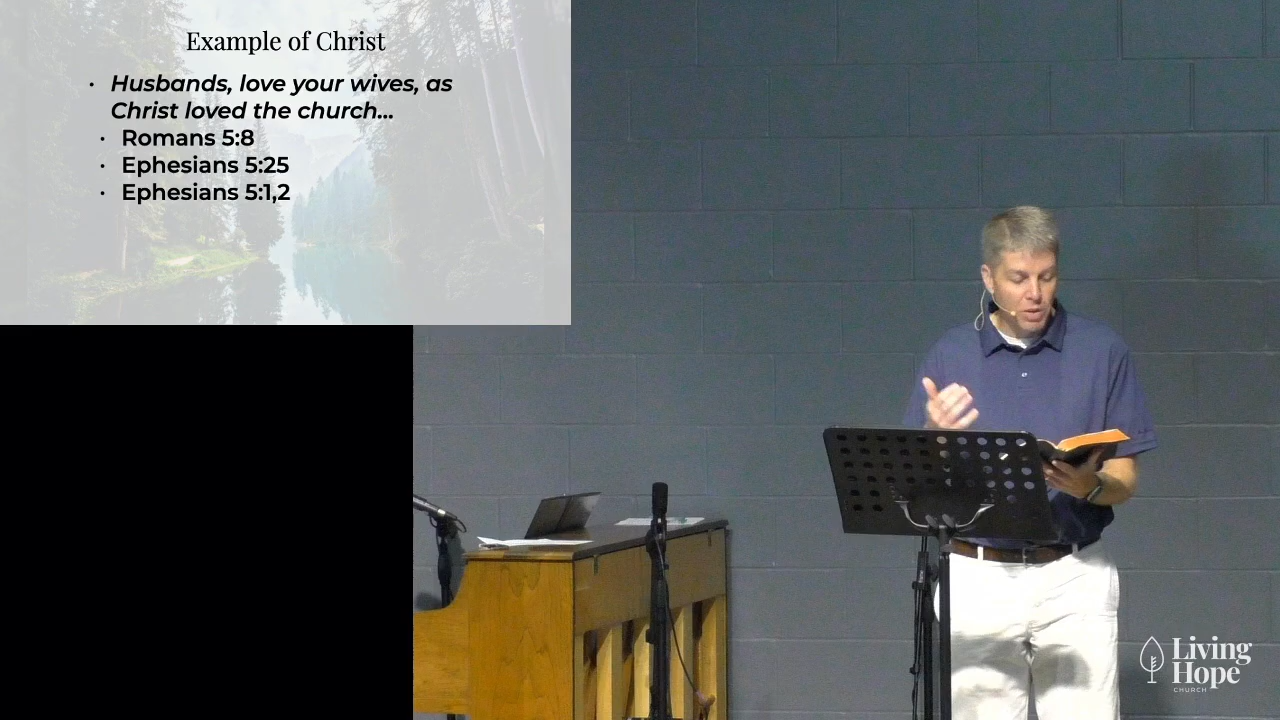 Example of Christ
• Husbands, love your wives, as
Christ loved the church...
• Romans 5:8
• Ephesians 5:25
• Ephesians 5:1,2
Living
Hope
CHURCH